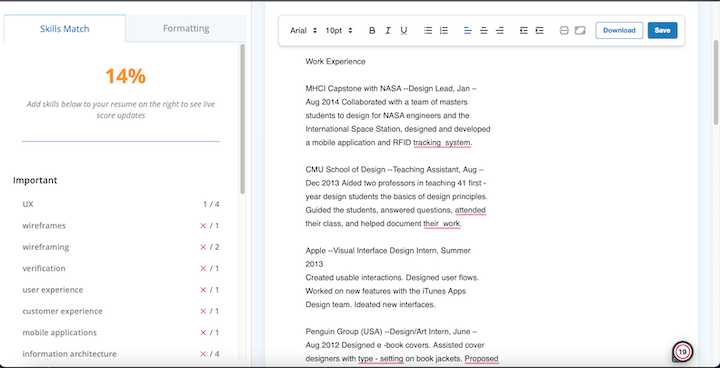 Skills Match
Formatting
14%
Add skills below to your resume on the right to see live
score updates
Important
UX 1 / 4
wireframes ✕ / 1
wireframing ✕ / 2
verification ✕ / 1
user experience ✕ / 1
customer experience ✕ / 1
mobile applications ✕ / 1
information architecture ✕ / 4
Arial 10pt B I U Download Save
Work Experience
MHCI Capstone with NASA --Design Lead, Jan –
Aug 2014 Collaborated with a team of masters
students to design for NASA engineers and the
International Space Station, designed and developed
a mobile application and RFID tracking system.
CMU School of Design --Teaching Assistant, Aug –
Dec 2013 Aided two professors in teaching 41 first -
year design students the basics of design principles.
Guided the students, answered questions, attended
their class, and helped document their work.
Apple --Visual Interface Design Intern, Summer
2013
Created usable interactions. Designed user flows.
Worked on new features with the iTunes Apps
Design team. Ideated new interfaces.
Penguin Group (USA) --Design/Art Intern, June –
Aug 2012 Designed e -book covers. Assisted cover
designers with type - setting on book jackets. Proposed
19